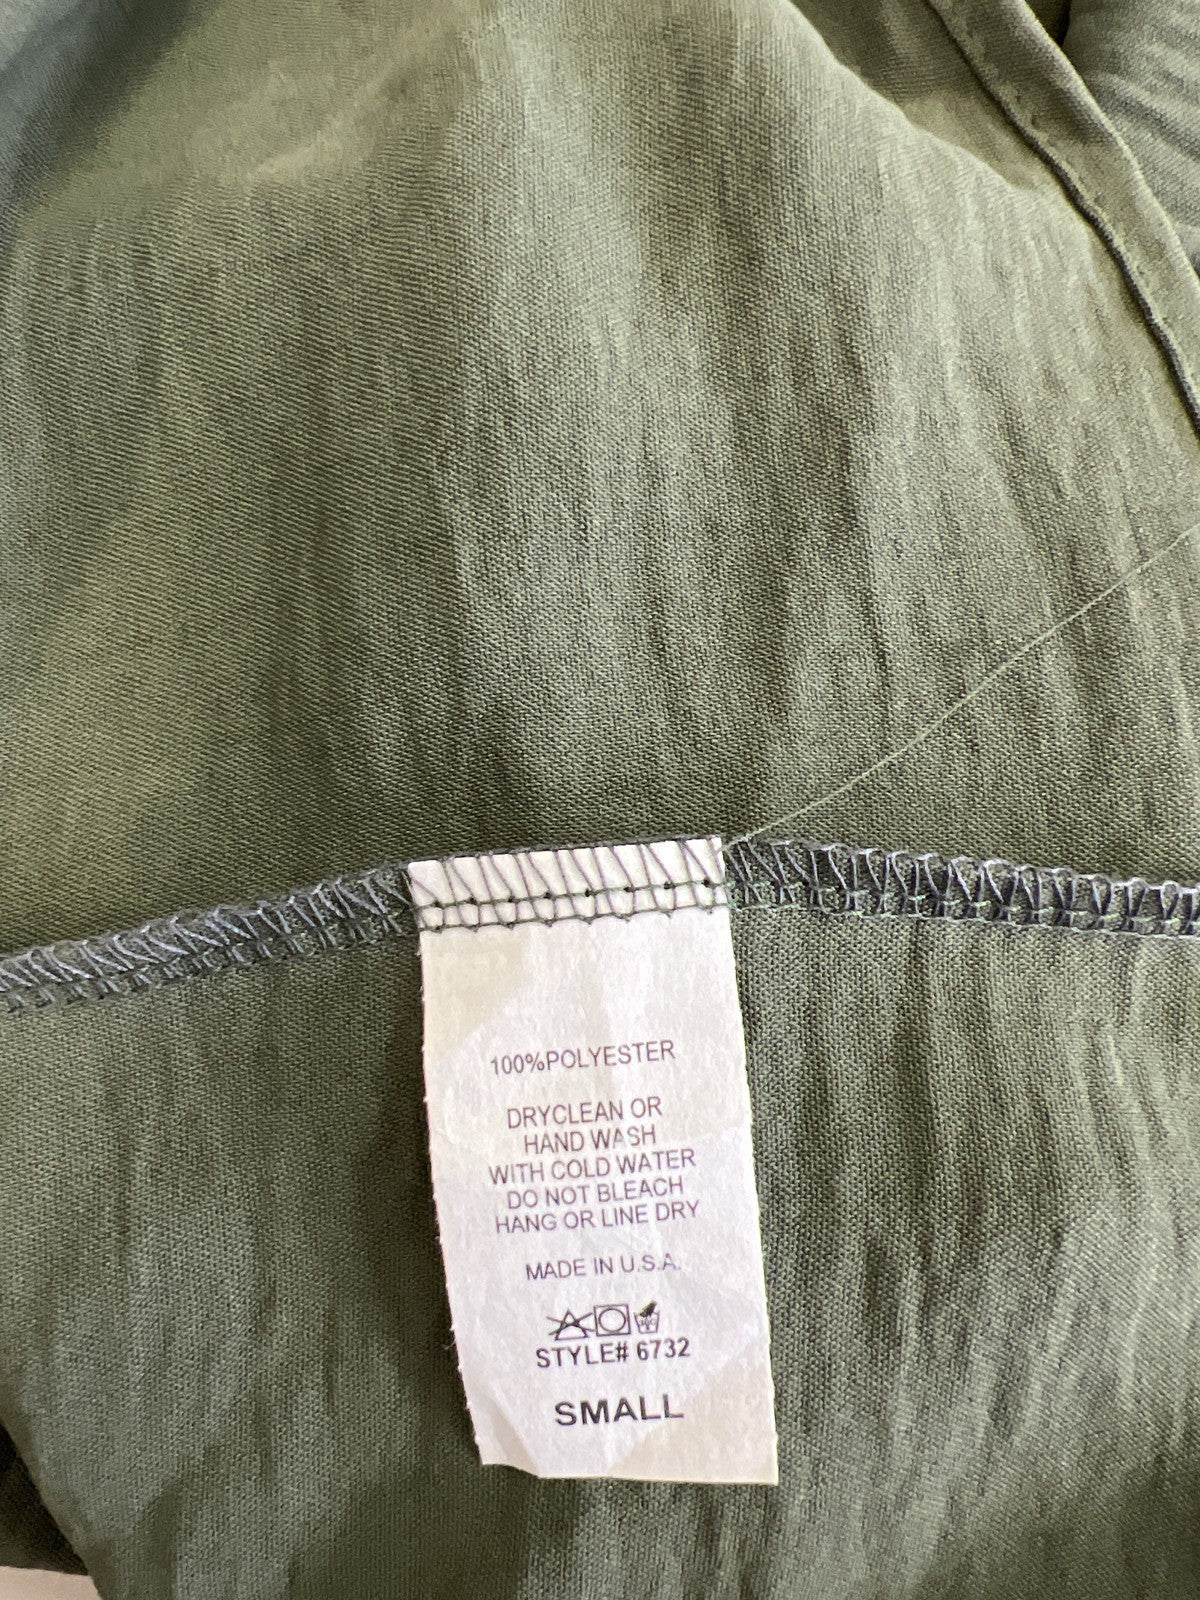 100%POLYESTER
DRYCLEAN OR
HAND WASH
WITH COLD WATER
DO NOT BLEACH
HANG OR LINE DRY
MADE IN U.S.A.
STYLE# 6732
SMALL